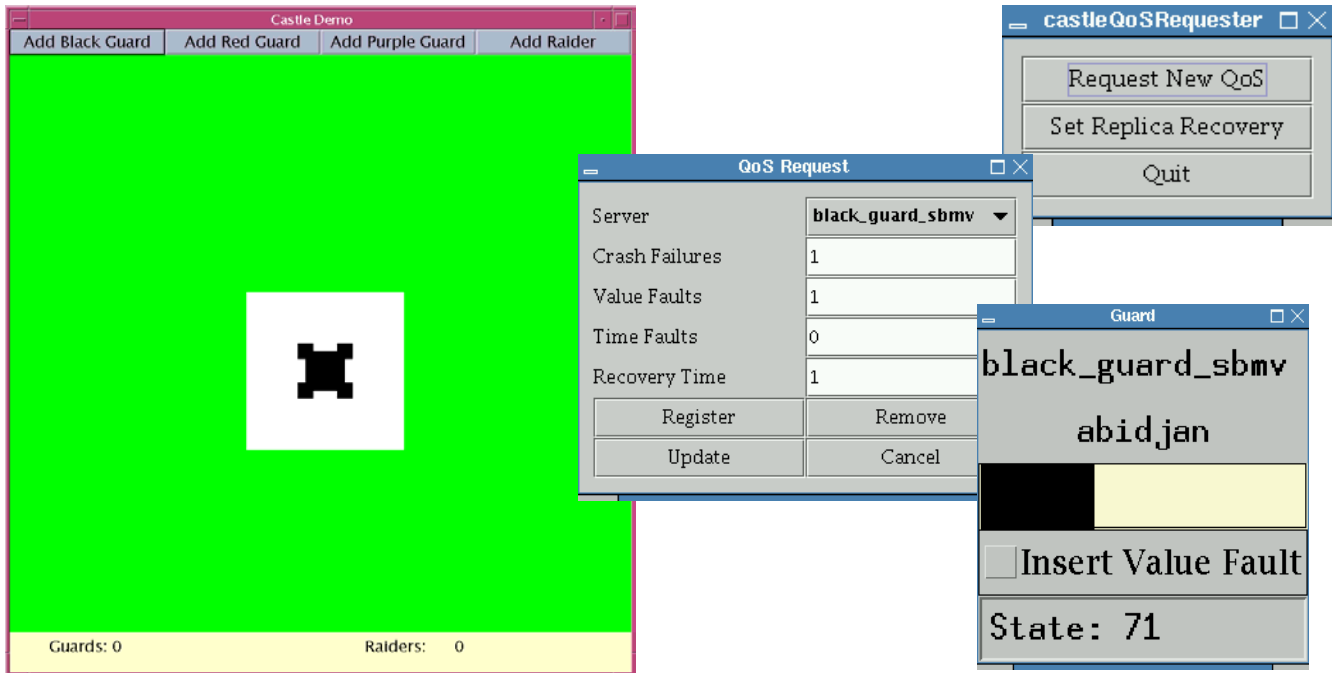 Castle Demo
Add Black Guard Add Red Guard Add Purple Guard Add Raider
Guards: 0 Raiders: 0
castleQoSRequester
Request New QoS
Set Replica Recovery
Quit
QoS Request
Server black_guard_sbmv
Crash Failures 1
Value Faults 1
Time Faults 0
Recovery Time 1
Register Remove
Update Cancel
Guard
black_guard_sbmv
abidjan
Insert Value Fault
State: 71